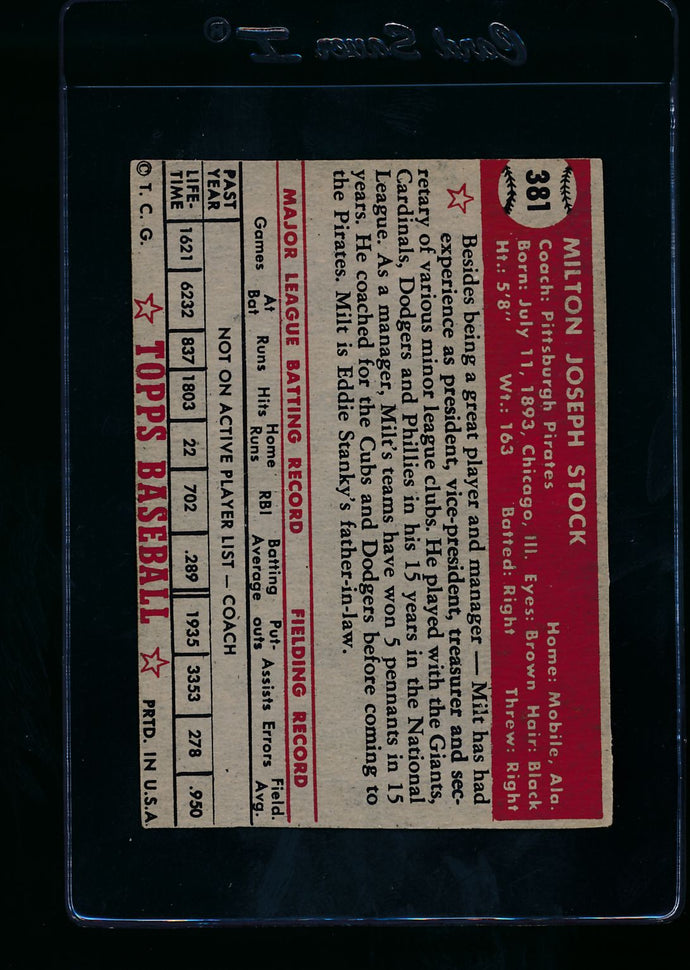 Card Savor I ®
381
MILTON JOSEPH STOCK
Coach: Pittsburgh Pirates Home: Mobile, Ala.
Born: July 11, 1893, Chicago, Ill. Eyes: Brown Hair: Black
Ht.: 5'8" Wt.: 163 Batted: Right Threw: Right
Besides being a great player and manager — Milt has had
experience as president, vice-president, treasurer and sec-
retary of various minor league clubs. He played with the Giants,
Cardinals, Dodgers and Phillies in his 15 years in the National
League. As a manager, Milt's teams have won 5 pennants in 15
years. He coached for the Cubs and Dodgers before coming to
the Pirates. Milt is Eddie Stanky's father-in-law.
MAJOR LEAGUE BATTING RECORD FIELDING RECORD
Games At Bat Runs Hits Home Runs RBI Batting Average Put-outs Assists Errors Field. Avg.
PAST YEAR NOT ON ACTIVE PLAYER LIST — COACH
LIFE-TIME 1621 6232 837 1803 22 702 .289 1935 3353 278 .950
© T. C. G. TOPPS BASEBALL PRTD. IN U.S.A.